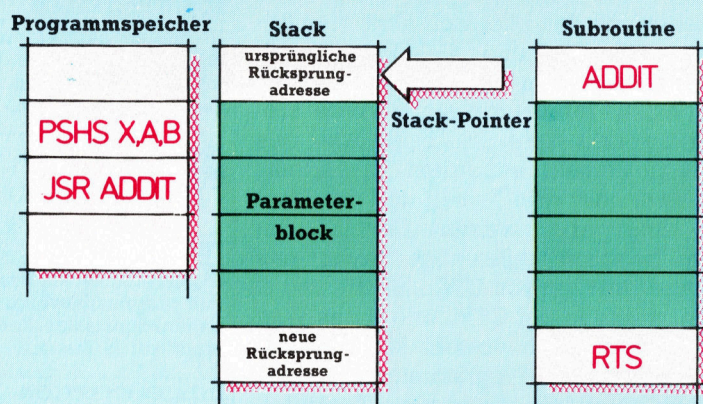 Programmspeicher
PSHS X,A,B
JSR ADDIT
Stack
ursprüngliche
Rücksprung-
adresse
Parameter-
block
neue
Rücksprung-
adresse
Stack-Pointer
Subroutine
ADDIT
RTS